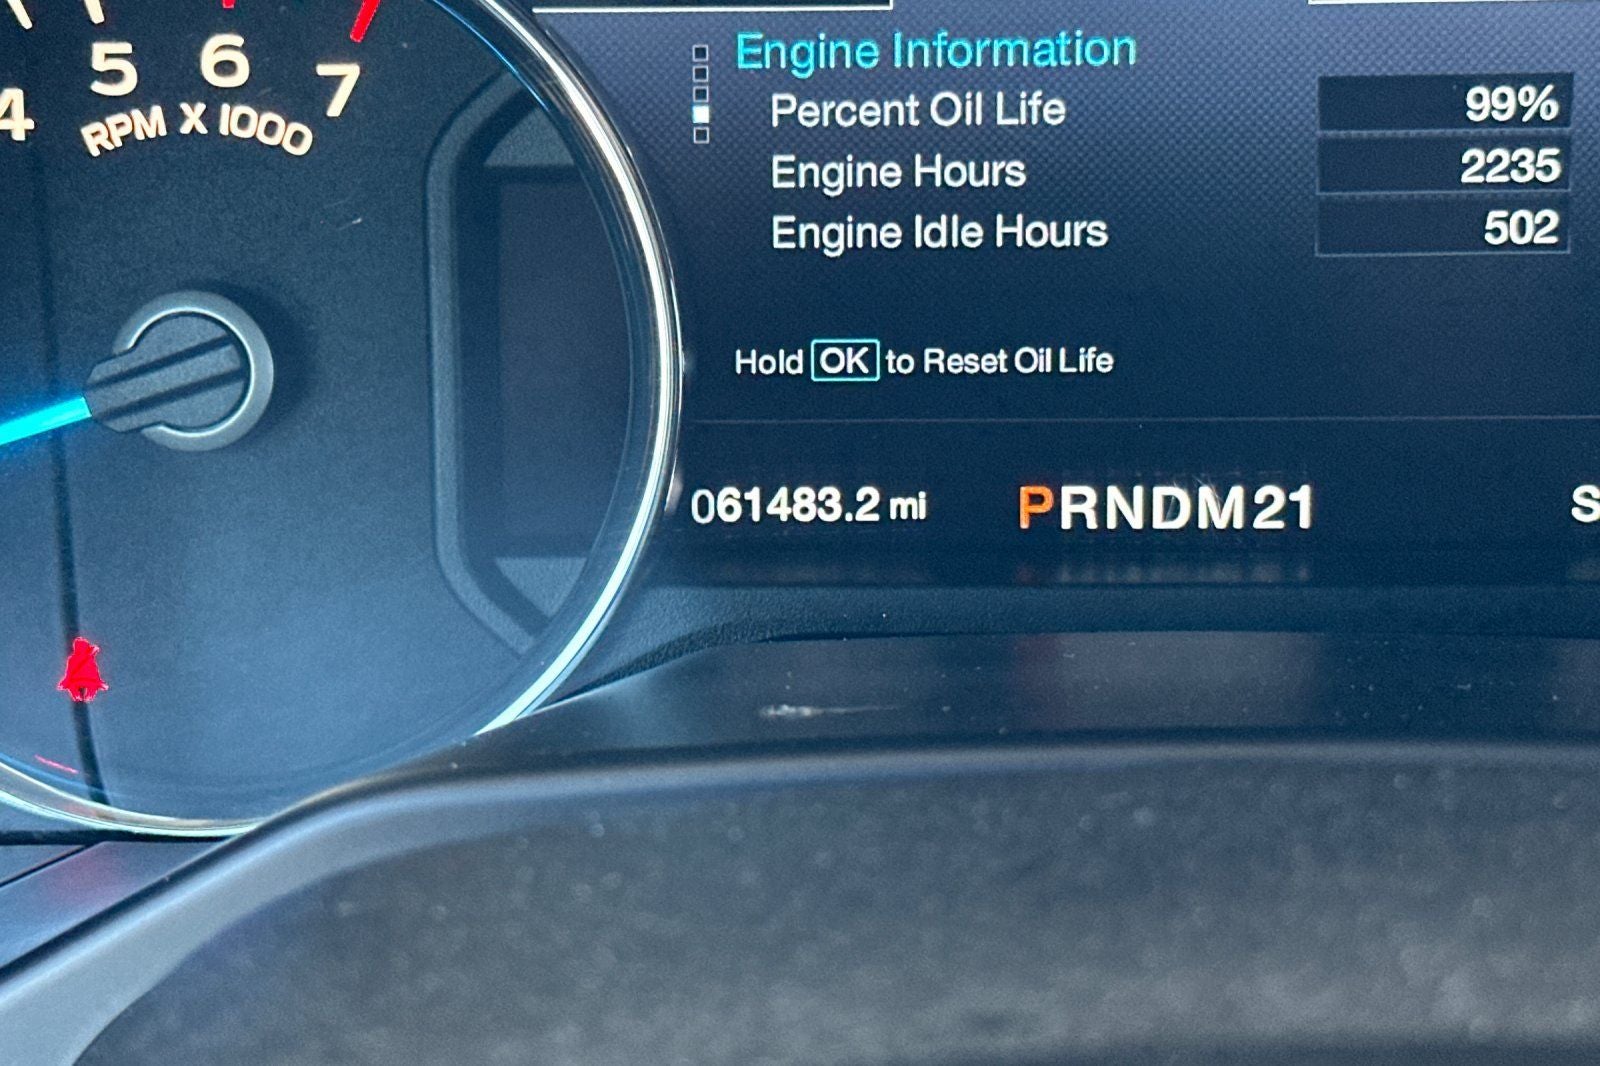 4 5 6 7
RPM X 1000
Engine Information
Percent Oil Life 99%
Engine Hours 2235
Engine Idle Hours 502
Hold OK to Reset Oil Life
061483.2 mi PRNDM21 S